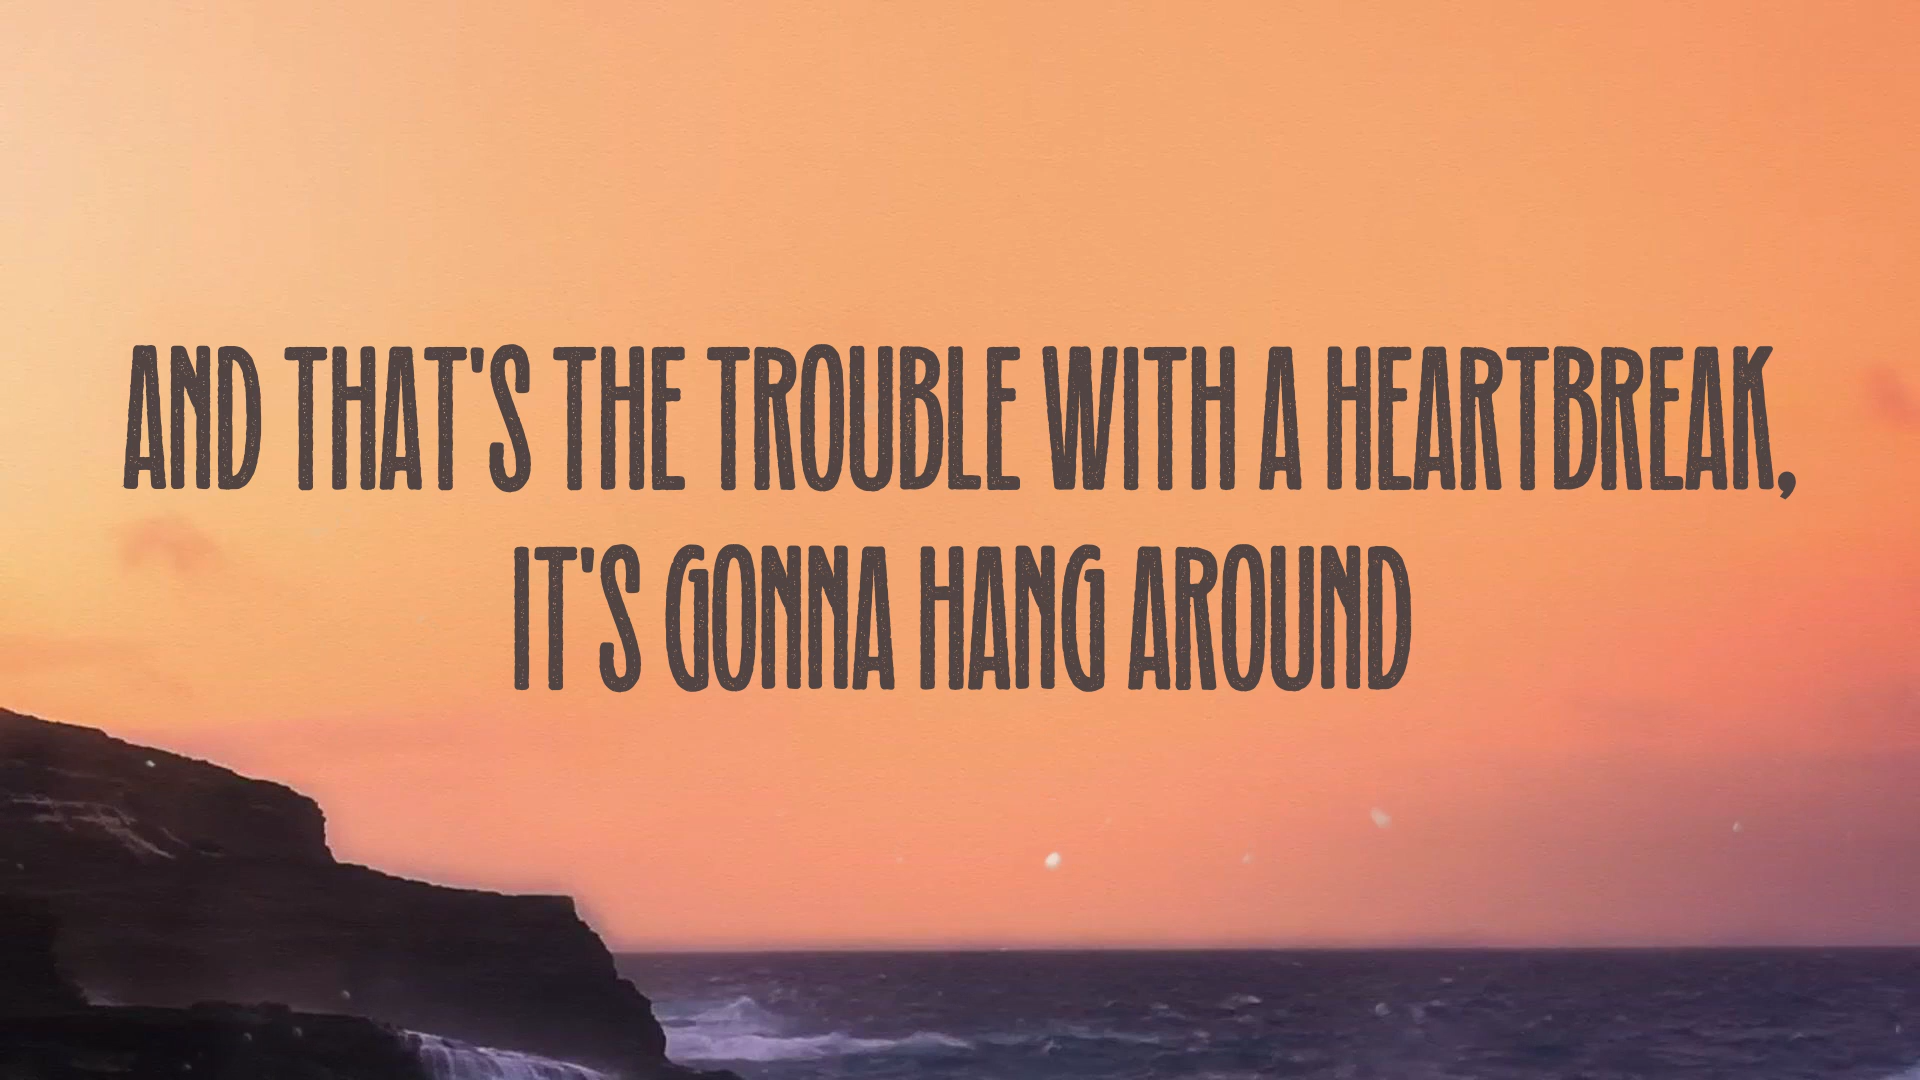 AND THAT'S THE TROUBLE WITH A HEARTBREAK,
IT'S GONNA HANG AROUND